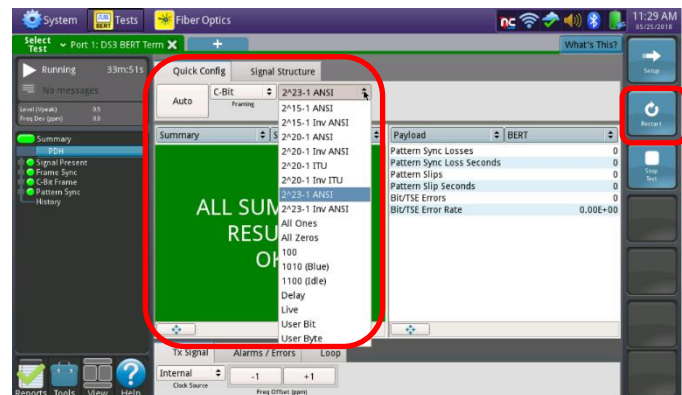 System
Tests
BERT
Fiber Optics
11:29 AM
05/25/2018
Select Test
Port 1: DS3 BERT Term
What's This?
Running 33m:51s
No messages
Level (Vpeak) 0.5
Freq Dev (ppm)
Summary
PDH
Signal Present
Frame Sync
C-Bit Frame
Pattern Sync
History
Quick Config
Signal Structure
Auto
C-Bit
Framing
2^23-1 ANSI
2^15-1 ANSI
2^15-1 Inv ANSI
2^20-1 ANSI
2^20-1 Inv ANSI
2^20-1 ITU
2^20-1 Inv ITU
2^23-1 ANSI
2^23-1 Inv ANSI
All Ones
All Zeros
100
1010 (Blue)
1100 (Idle)
Delay
Live
User Bit
User Byte
Summary
ALL SUM
RESU
OK
Payload
BERT
Pattern Sync Losses 0
Pattern Sync Loss Seconds 0
Pattern Slips 0
Pattern Slip Seconds 0
Bit/TSE Errors 0
Bit/TSE Error Rate 0.00E+00
Tx Signal
Alarms / Errors
Loop
Internal
Clock Source
-1
+1
Freq Offset (ppm)
Setup
Restart
Stop Test
Reports
Tools
View
Help